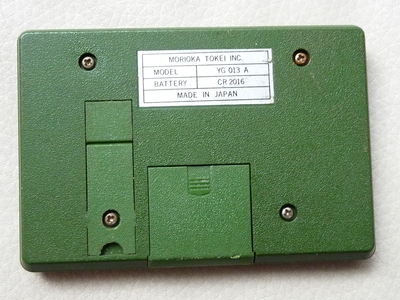 MORIOKA TOKEI INC.
MODEL YG 013 A
BATTERY CR 2016
MADE IN JAPAN